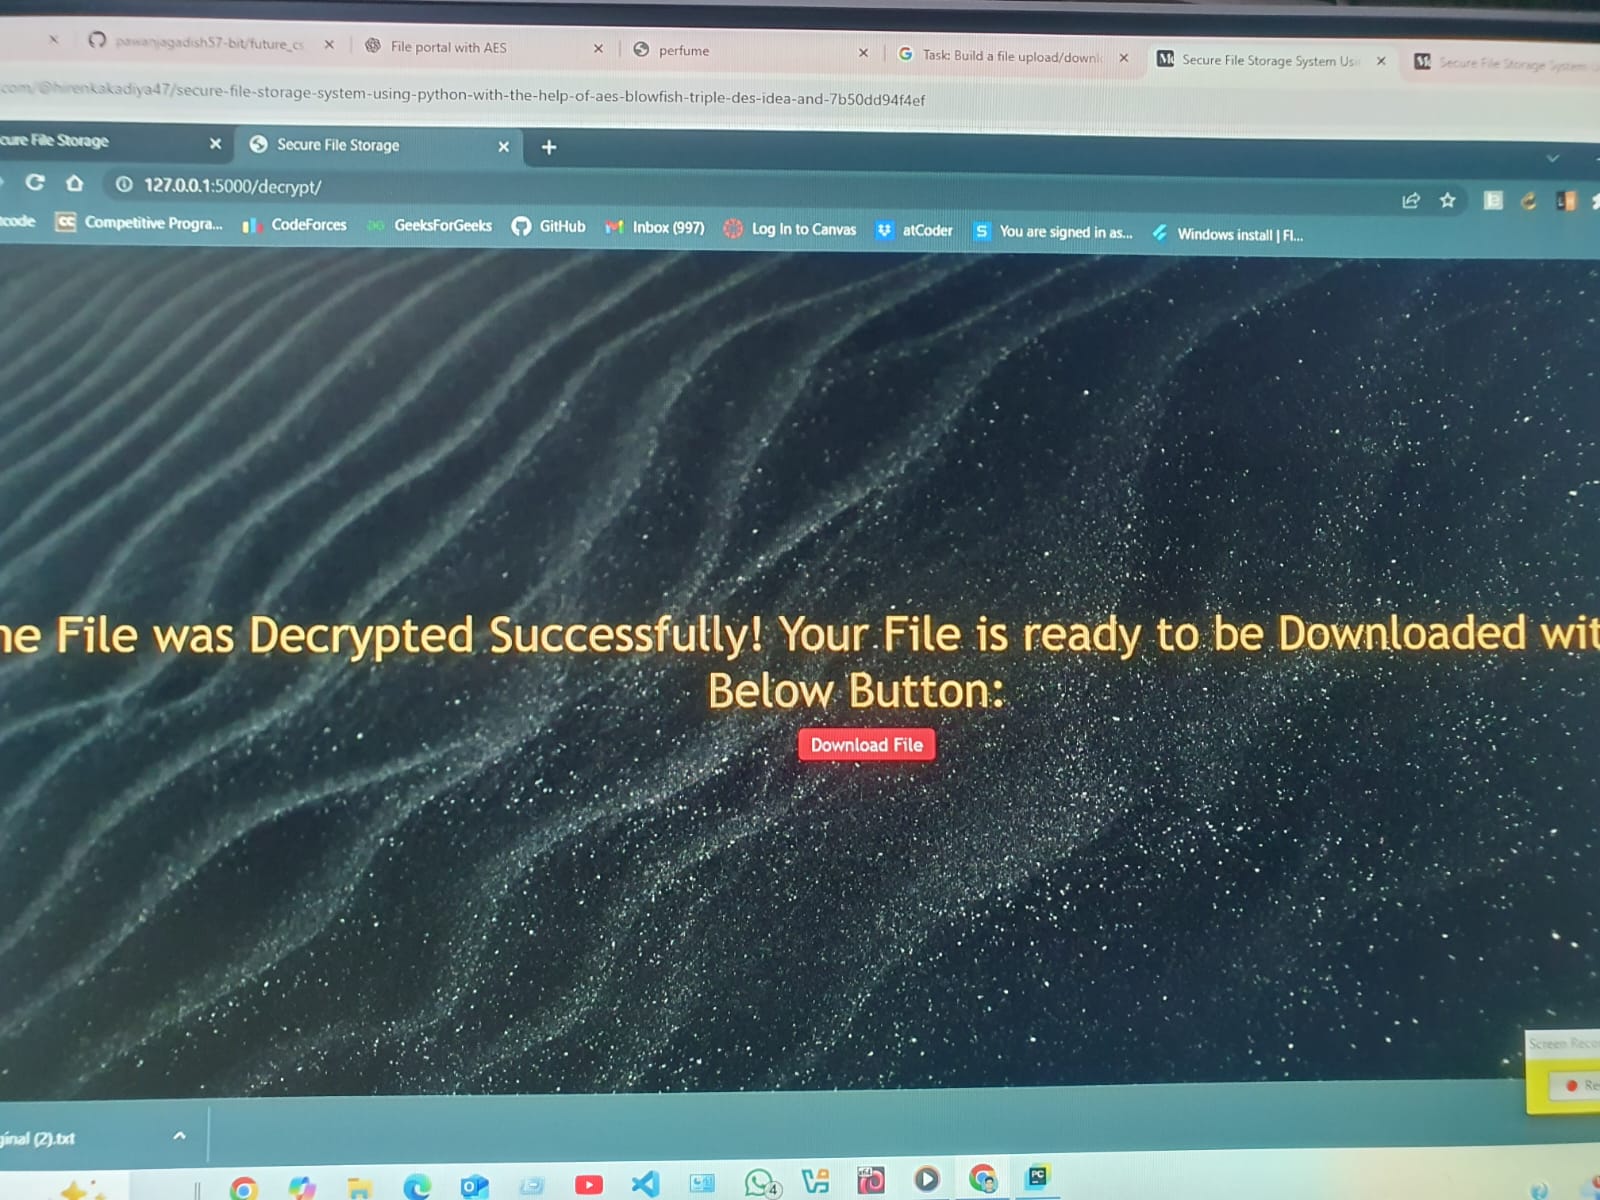 pawanjagadish57-bit/future_cs
File portal with AES
perfume
Task: Build a file upload/downl
Secure File Storage System Usi
Secure File Storage System U
com/@hirenkakadiya47/secure-file-storage-system-using-python-with-the-help-of-aes-blowfish-triple-des-idea-and-7b50dd94f4ef
cure File Storage
Secure File Storage
127.0.0.1:5000/decrypt/
tcode
CC
Competitive Progra...
CodeForces
GeeksForGeeks
GitHub
Inbox (997)
Log In to Canvas
atCoder
S
You are signed in as...
Windows install | Fl...
he File was Decrypted Successfully! Your File is ready to be Downloaded wit
Below Button:
Download File
Screen Reco
Re
ginal (2).txt
4
PC